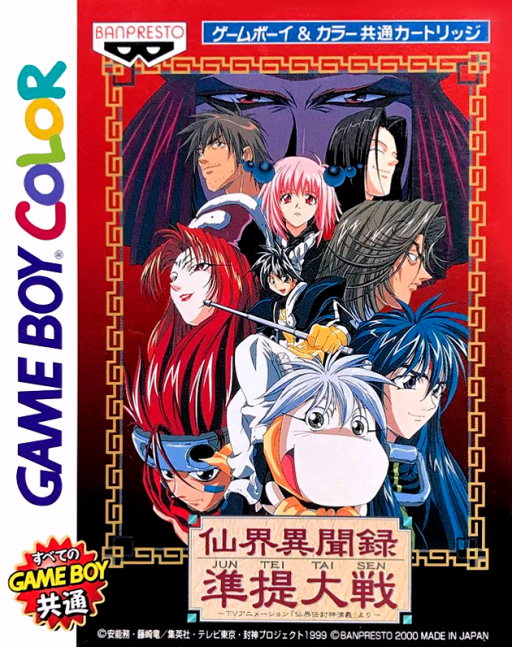 BANPRESTO
ゲームボーイ&カラー共通カートリッジ
GAME BOY® COLOR
仙界異聞録
JUN TEI TAI SEN
準提大戦
〜TVアニメーション「仙界伝封神演義」より〜
すべての
GAME BOY
共通
©安能務・藤崎竜/集英社・テレビ東京・封神プロジェクト1999 ©BANPRESTO 2000 MADE IN JAPAN